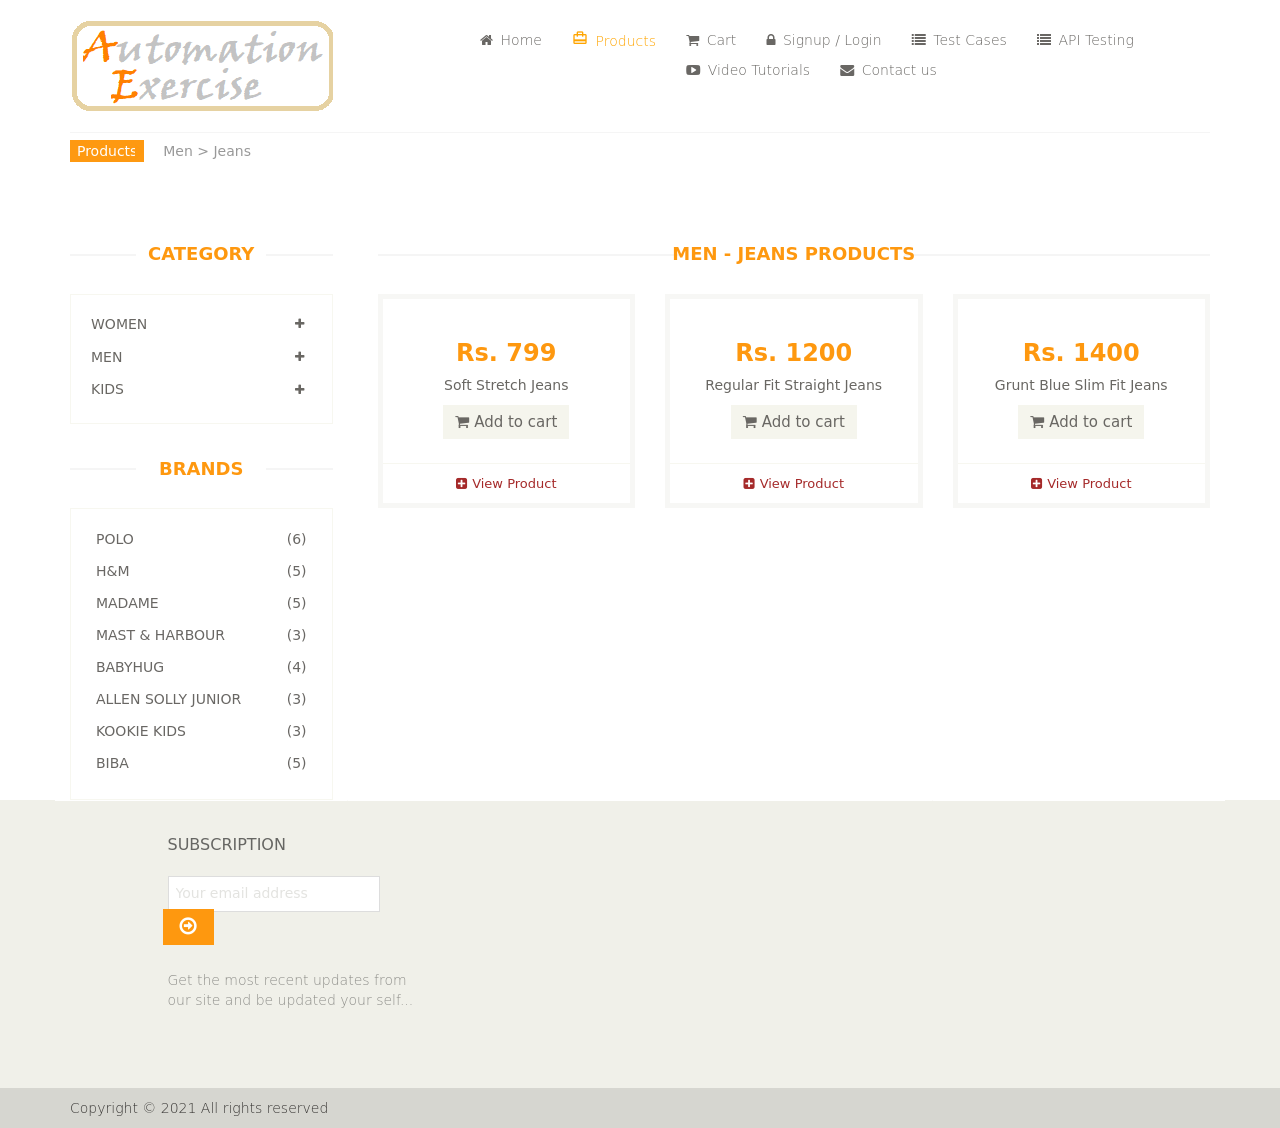 Automation
Exercise
Home
Products
Cart
Signup / Login
Test Cases
API Testing
Video Tutorials
Contact us
Products
Men > Jeans
CATEGORY
WOMEN
MEN
KIDS
BRANDS
POLO (6)
H&M (5)
MADAME (5)
MAST & HARBOUR (3)
BABYHUG (4)
ALLEN SOLLY JUNIOR (3)
KOOKIE KIDS (3)
BIBA (5)
MEN - JEANS PRODUCTS
Rs. 799
Soft Stretch Jeans
Add to cart
View Product
Rs. 1200
Regular Fit Straight Jeans
Add to cart
View Product
Rs. 1400
Grunt Blue Slim Fit Jeans
Add to cart
View Product
SUBSCRIPTION
Your email address
Get the most recent updates from
our site and be updated your self...
Copyright © 2021 All rights reserved